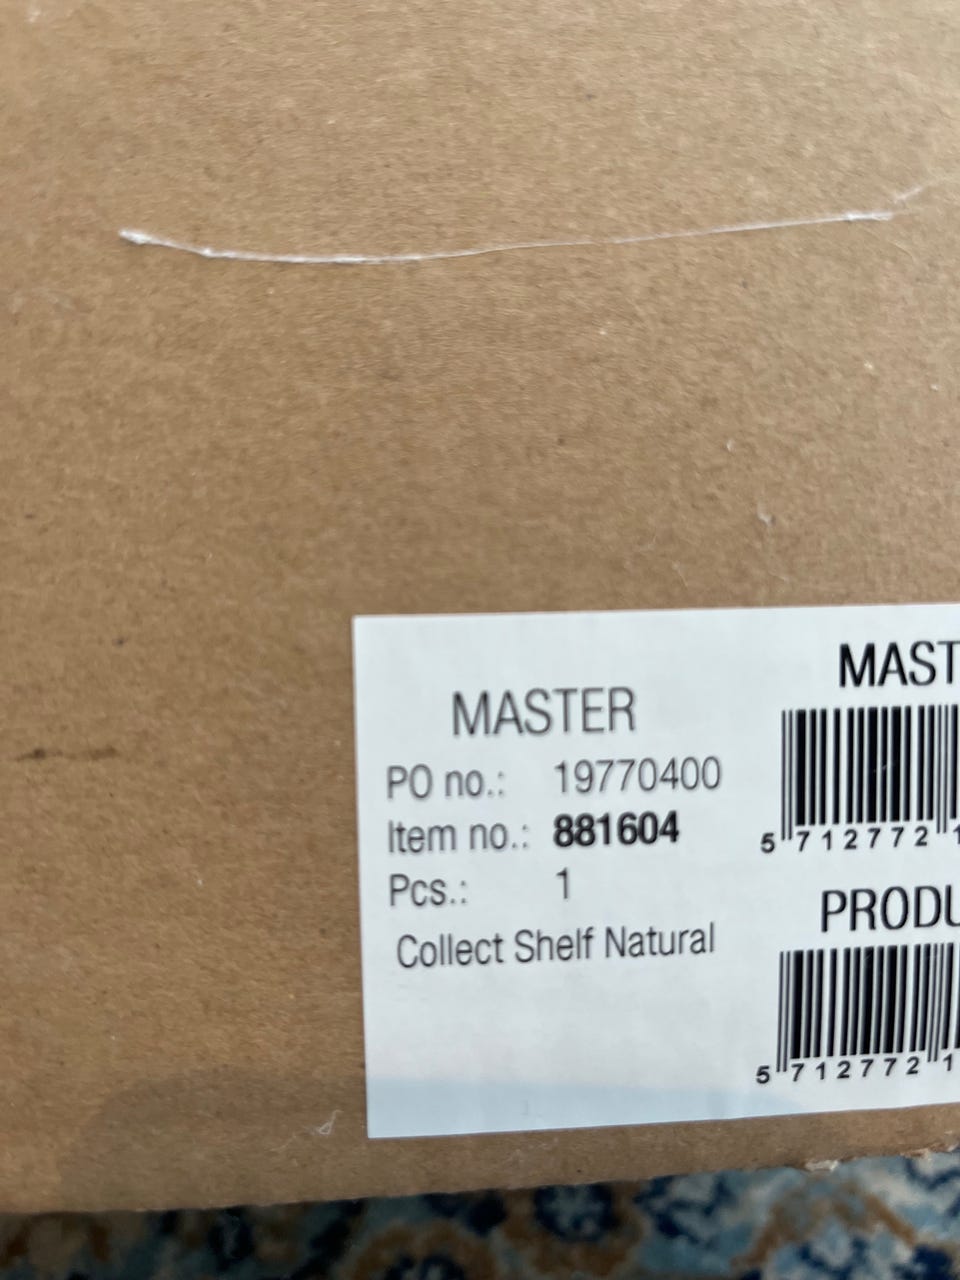 MASTER
PO no.: 19770400
Item no.: 881604
Pcs.: 1
Collect Shelf Natural
MAST
5 712772 1
PRODU
5 712772 1